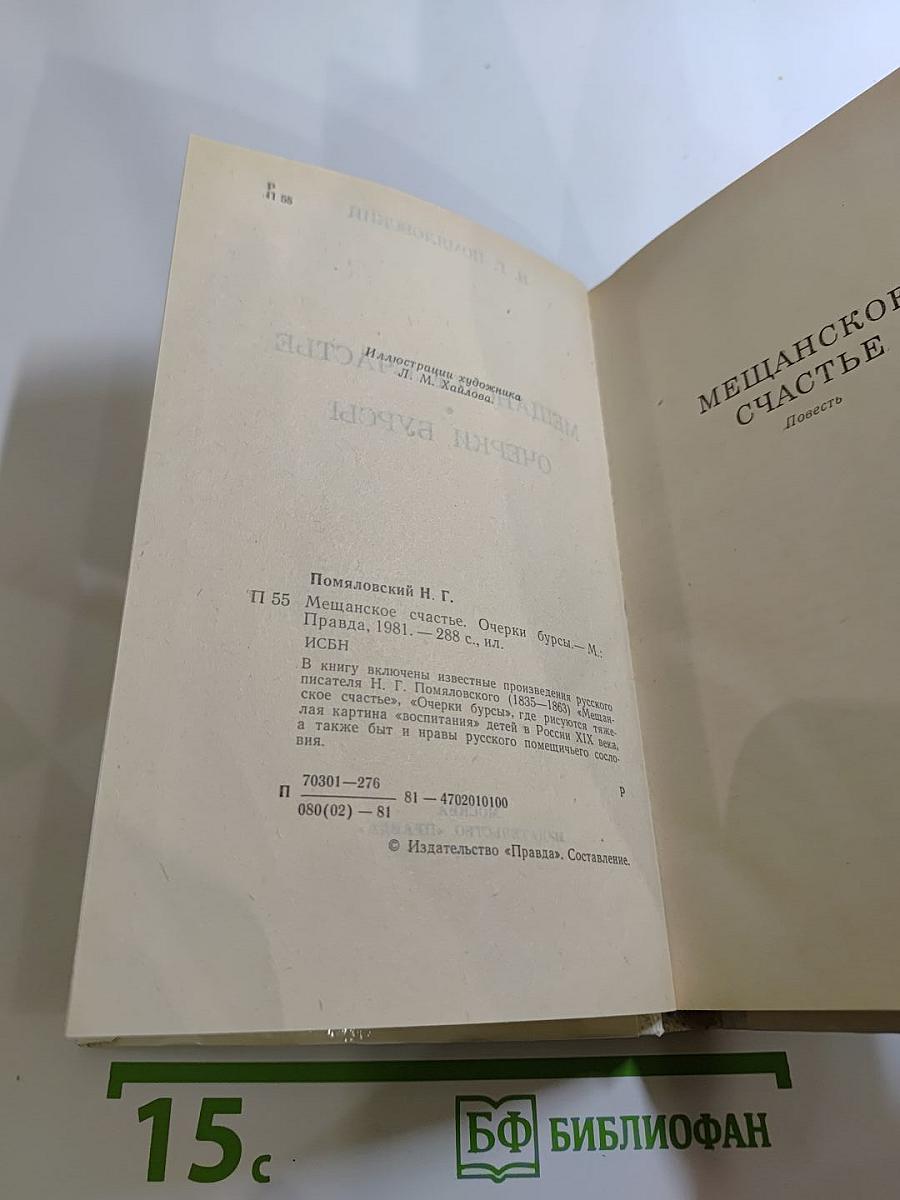 Р
П 55
Иллюстрации художника
Л. М. Хайлова.
Помяловский Н. Г.
П 55 Мещанское счастье. Очерки бурсы.— М.:
Правда, 1981. — 288 с., ил.
ИСБН
В книгу включены известные произведения русского
писателя Н. Г. Помяловского (1835—1863) «Мещан-
ское счастье», «Очерки бурсы», где рисуются тяже-
лая картина «воспитания» детей в России XIX века,
а также быт и нравы русского помещичьего сосло-
вия.
П 70301—276 81 — 4702010100 Р
080(02) — 81
© Издательство «Правда». Составление.
МЕЩАНСКОЕ
СЧАСТЬЕ
Повесть
15 с
БФ БИБЛИОФАН